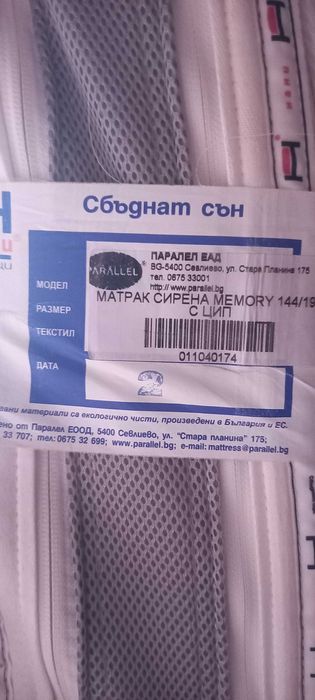 Н
Сбъднат сън
МОДЕЛ
РАЗМЕР
ТЕКСТИЛ
ДАТА
PARALLEL ®
ПАРАЛЕЛ ЕАД
BG-5400 Севлиево, ул. Стара Планина 175
тел. 0675 33001
http:// www.parallel.bg
МАТРАК СИРЕНА MEMORY 144/19
С ЦИП
011040174
2
материали са екологично чисти, произведени в България и ЕС.
ено от Паралел ЕООД, 5400 Севлиево, ул. "Стара планина" 175;
33 707; тел: 0675 32 699; www.parallel.bg; e-mail: mattress@parallel.bg